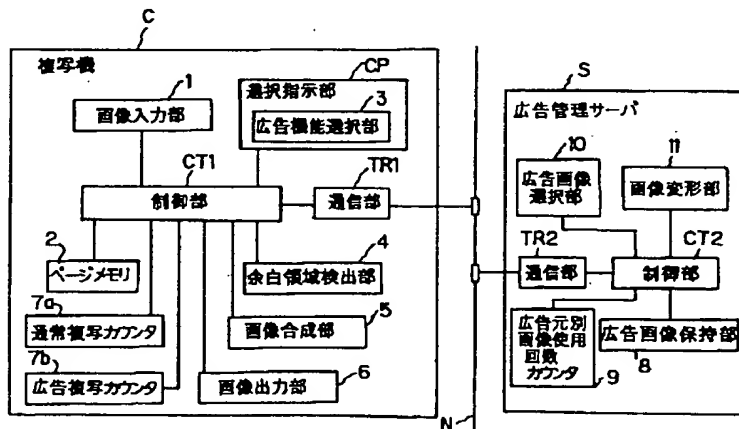 C
複写機
1
画像入力部
CP
選択指示部
3
広告機能選択部
CT1
制御部
TR1
通信部
2
ページメモリ
4
余白領域検出部
7a
通常複写カウンタ
5
画像合成部
7b
広告複写カウンタ
6
画像出力部
N
S
広告管理サーバ
10
広告画像
選択部
11
画像変形部
TR2
通信部
CT2
制御部
広告元別
画像使用
回数
カウンタ
9
広告画像保持部
8